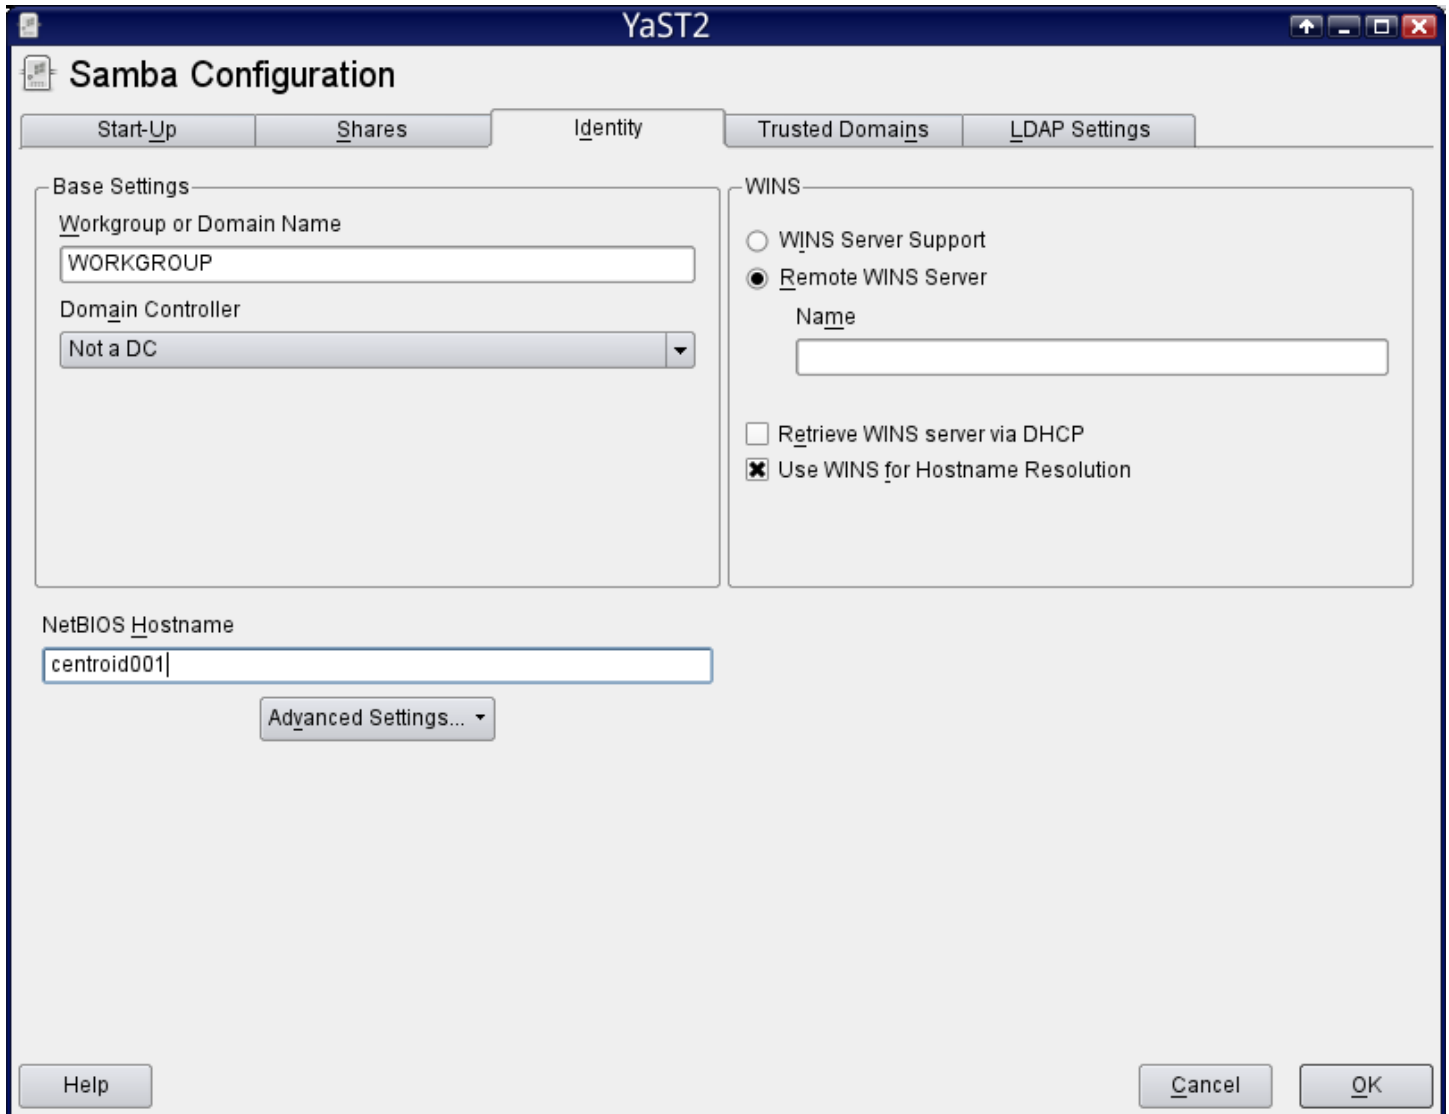 YaST2
Samba Configuration
Start-Up
Shares
Identity
Trusted Domains
LDAP Settings
Base Settings
Workgroup or Domain Name
WORKGROUP
Domain Controller
Not a DC
WINS
WINS Server Support
Remote WINS Server
Name
Retrieve WINS server via DHCP
Use WINS for Hostname Resolution
NetBIOS Hostname
centroid001
Advanced Settings...
Help
Cancel
OK